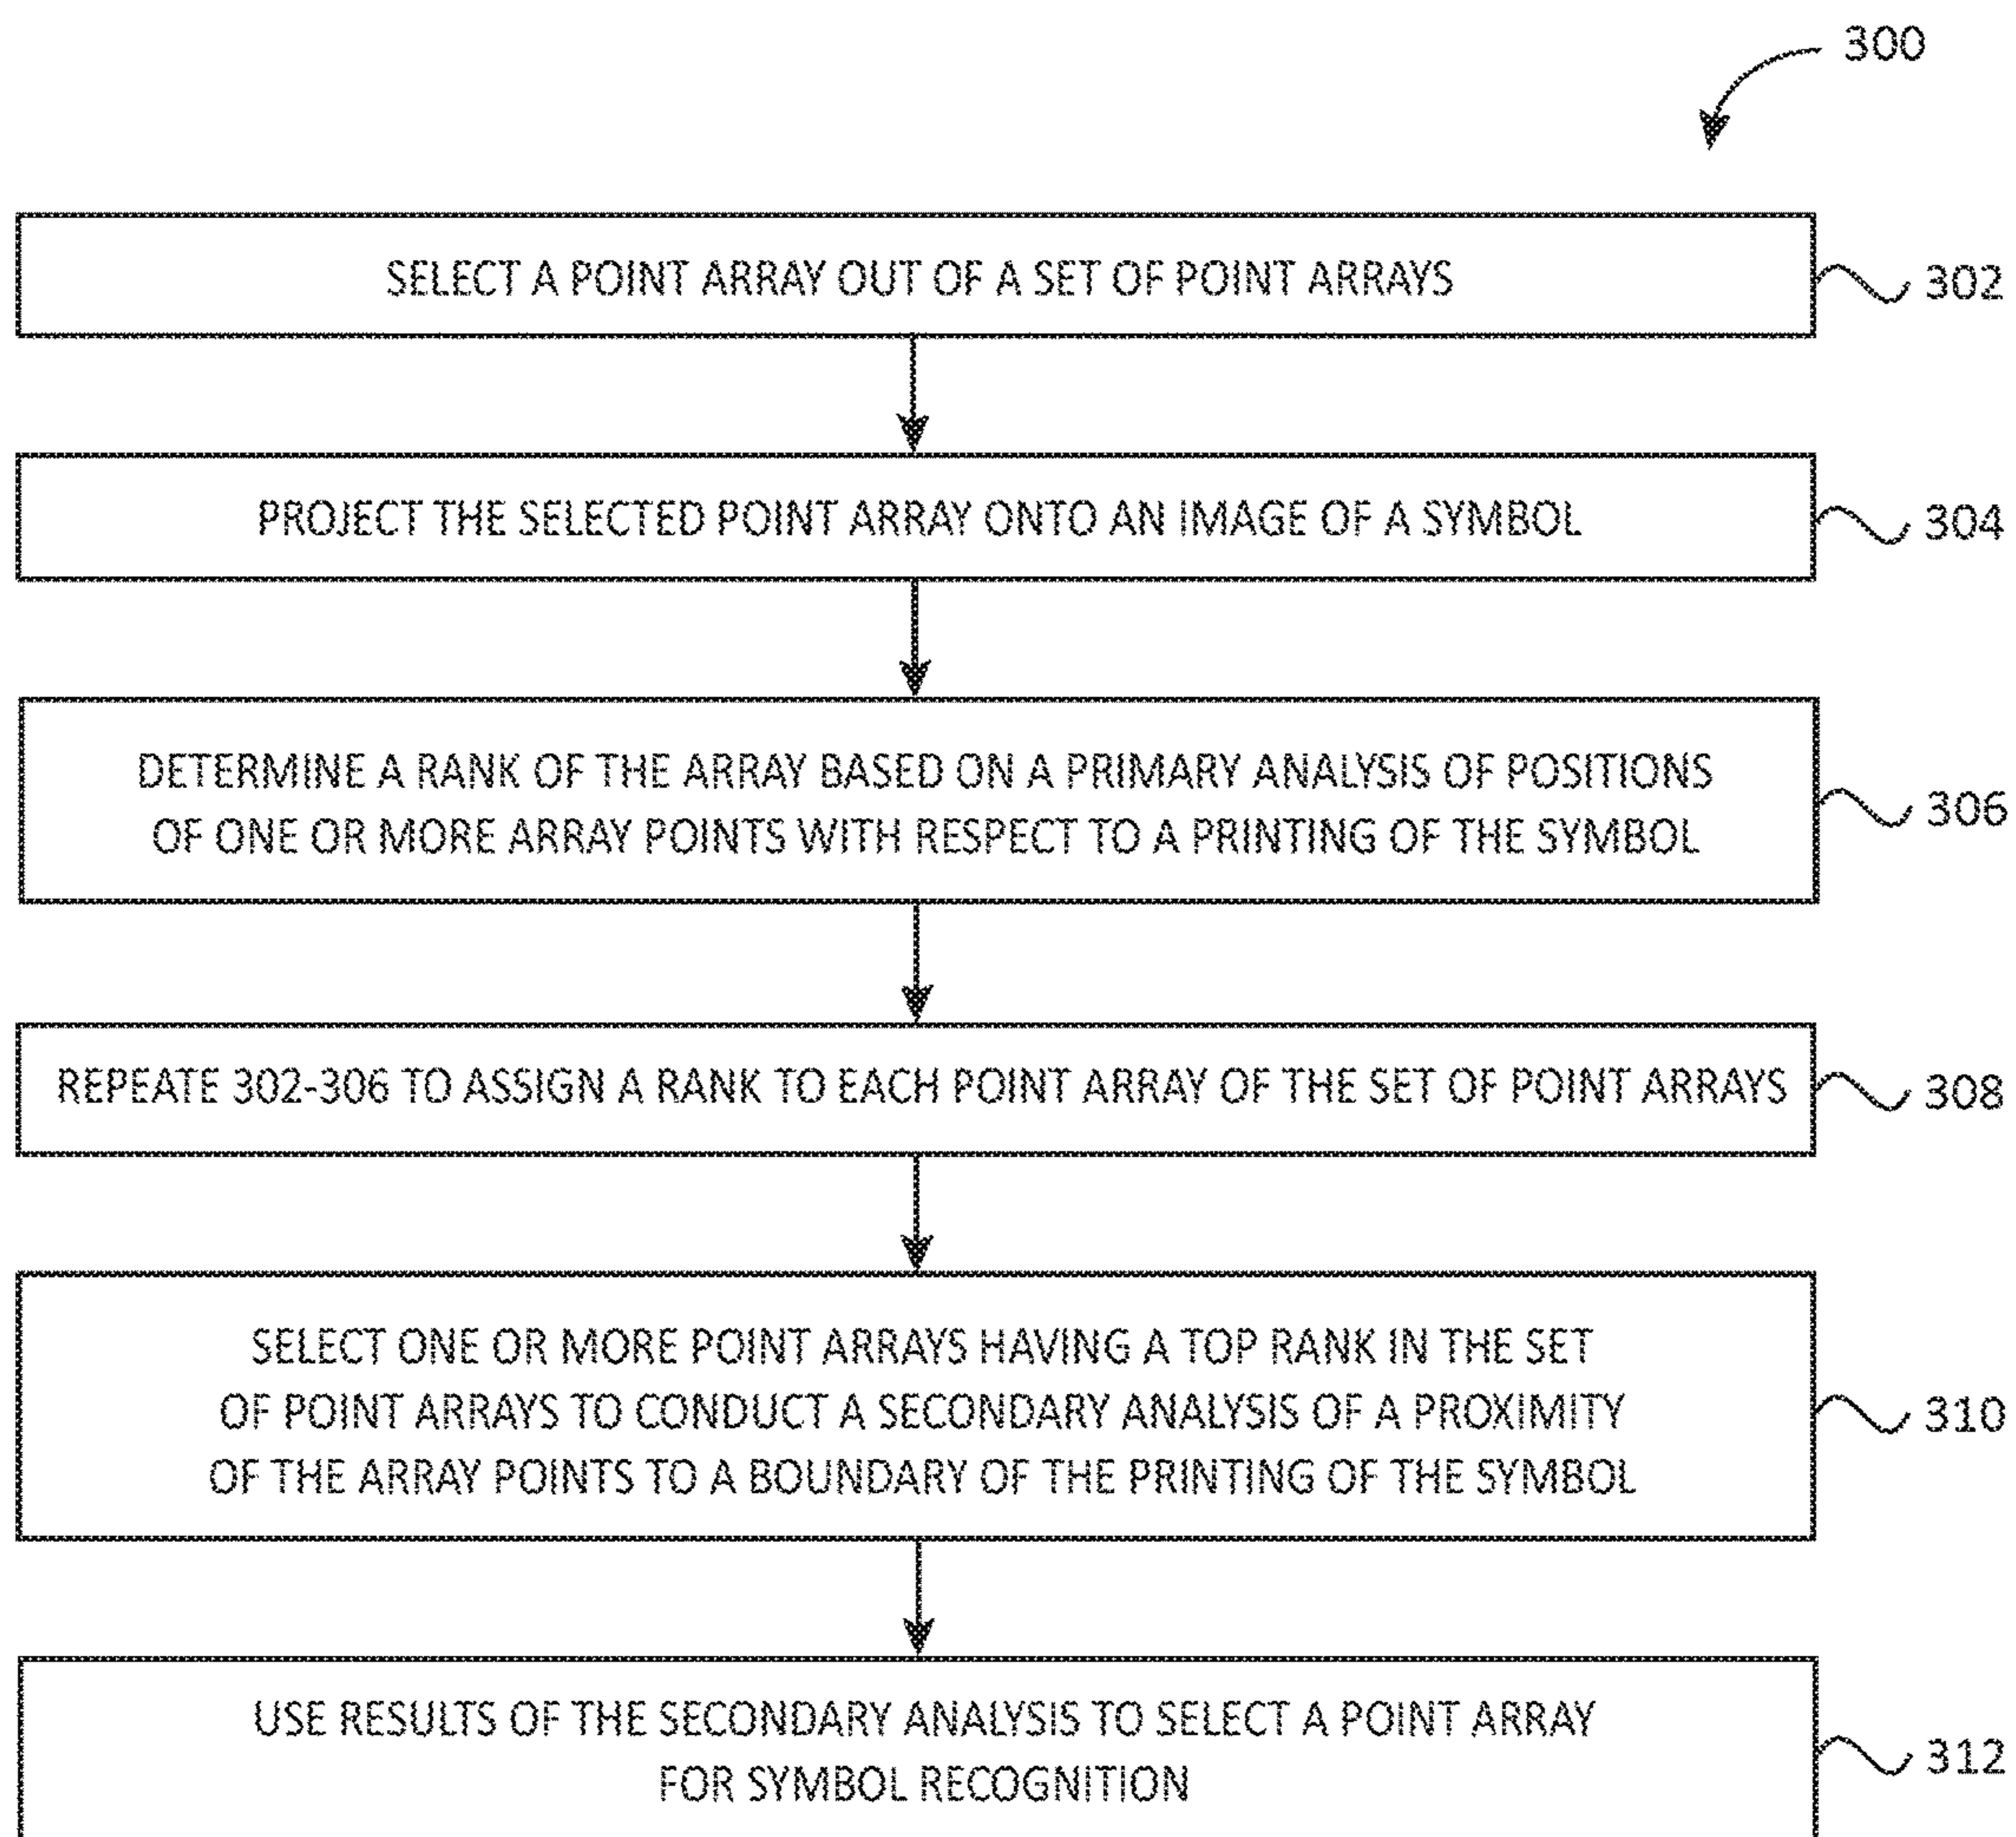 300
SELECT A POINT ARRAY OUT OF A SET OF POINT ARRAYS
302
PROJECT THE SELECTED POINT ARRAY ONTO AN IMAGE OF A SYMBOL
304
DETERMINE A RANK OF THE ARRAY BASED ON A PRIMARY ANALYSIS OF POSITIONS
OF ONE OR MORE ARRAY POINTS WITH RESPECT TO A PRINTING OF THE SYMBOL
306
REPEATE 302-306 TO ASSIGN A RANK TO EACH POINT ARRAY OF THE SET OF POINT ARRAYS
308
SELECT ONE OR MORE POINT ARRAYS HAVING A TOP RANK IN THE SET
OF POINT ARRAYS TO CONDUCT A SECONDARY ANALYSIS OF A PROXIMITY
OF THE ARRAY POINTS TO A BOUNDARY OF THE PRINTING OF THE SYMBOL
310
USE RESULTS OF THE SECONDARY ANALYSIS TO SELECT A POINT ARRAY
FOR SYMBOL RECOGNITION
312